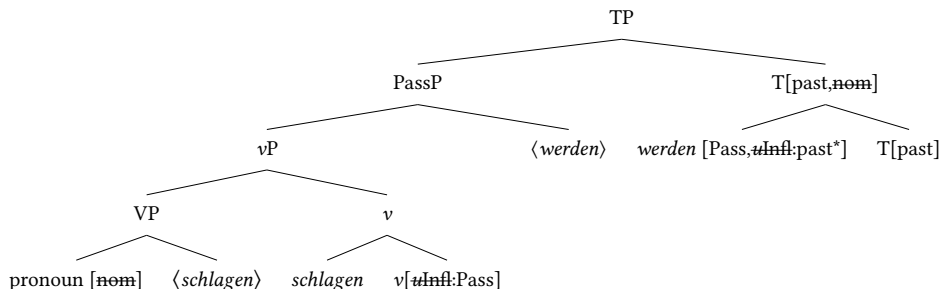 TP
PassP T[past,nom]
vP ⟨werden⟩ werden [Pass,uInfl:past*] T[past]
VP v
pronoun [nom] ⟨schlagen⟩ schlagen v[uInfl:Pass]